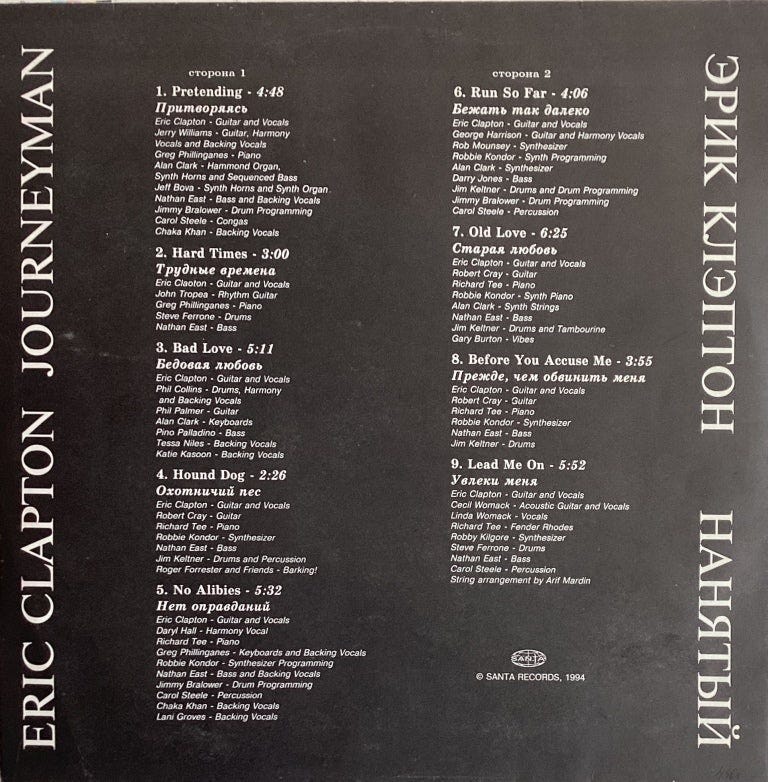 ERIC CLAPTON JOURNEYMAN
сторона 1
1. Pretending - 4:48
Притворяясь
Eric Clapton - Guitar and Vocals
Jerry Williams - Guitar, Harmony
Vocals and Backing Vocals
Greg Phillinganes - Piano
Alan Clark - Hammond Organ,
Synth Horns and Sequenced Bass
Jeff Bova - Synth Horns and Synth Organ
Nathan East - Bass and Backing Vocals
Jimmy Bralower - Drum Programming
Carol Steele - Congas
Chaka Khan - Backing Vocals
2. Hard Times - 3:00
Трудные времена
Eric Claoton - Guitar and Vocals
John Tropea - Rhythm Guitar
Greg Phillinganes - Piano
Steve Ferrone - Drums
Nathan East - Bass
3. Bad Love - 5:11
Бедовая любовь
Eric Clapton - Guitar and Vocals
Phil Collins - Drums, Harmony
and Backing Vocals
Phil Palmer - Guitar
Alan Clark - Keyboards
Pino Palladino - Bass
Tessa Niles - Backing Vocals
Katie Kasoon - Backing Vocals
4. Hound Dog - 2:26
Охотничий пес
Eric Clapton - Guitar and Vocals
Robert Cray - Guitar
Richard Tee - Piano
Robbie Kondor - Synthesizer
Nathan East - Bass
Jim Keltner - Drums and Percussion
Roger Forrester and Friends - Barking!
5. No Alibies - 5:32
Нет оправданий
Eric Clapton - Guitar and Vocals
Daryl Hall - Harmony Vocal
Richard Tee - Piano
Greg Phillinganes - Keyboards and Backing Vocals
Robbie Kondor - Synthesizer Programming
Nathan East - Bass and Backing Vocals
Jimmy Bralower - Drum Programming
Carol Steele - Percussion
Chaka Khan - Backing Vocals
Lani Groves - Backing Vocals
сторона 2
6. Run So Far - 4:06
Бежать так далеко
Eric Clapton - Guitar and Vocals
George Harrison - Guitar and Harmony Vocals
Rob Mounsey - Synthesizer
Robbie Kondor - Synth Programming
Alan Clark - Synthesizer
Darry Jones - Bass
Jim Keltner - Drums and Drum Programming
Jimmy Bralower - Drum Programming
Carol Steele - Percussion
7. Old Love - 6:25
Старая любовь
Eric Clapton - Guitar and Vocals
Robert Cray - Guitar
Richard Tee - Piano
Robbie Kondor - Synth Piano
Alan Clark - Synth Strings
Nathan East - Bass
Jim Keltner - Drums and Tambourine
Gary Burton - Vibes
8. Before You Accuse Me - 3:55
Прежде, чем обвинить меня
Eric Clapton - Guitar and Vocals
Robert Cray - Guitar
Richard Tee - Piano
Robbie Kondor - Synthesizer
Nathan East - Bass
Jim Keltner - Drums
9. Lead Me On - 5:52
Увлеки меня
Eric Clapton - Guitar and Vocals
Cecil Womack - Acoustic Guitar and Vocals
Linda Womack - Vocals
Richard Tee - Fender Rhodes
Robby Kilgore - Synthesizer
Steve Ferrone - Drums
Nathan East - Bass
Carol Steele - Percussion
String arrangement by Arif Mardin
SANTA
© SANTA RECORDS, 1994
ЭРИК КЛЭПТОН НАНЯТЫЙ